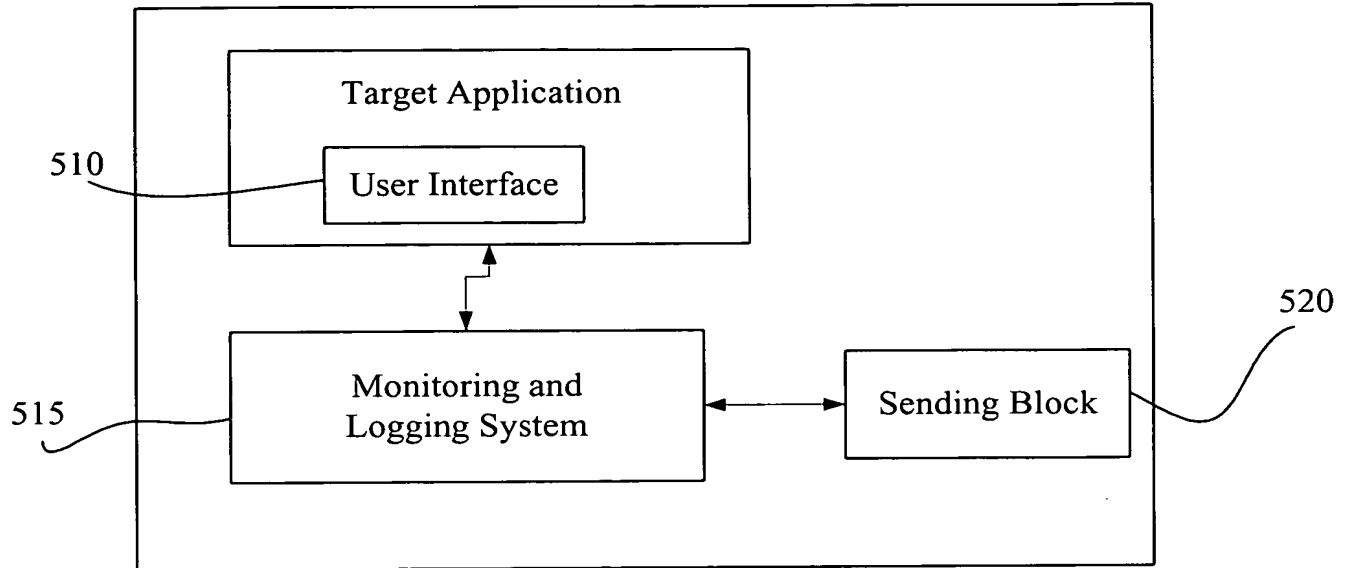 Target Application
510
User Interface
520
Monitoring and
Logging System
Sending Block
515